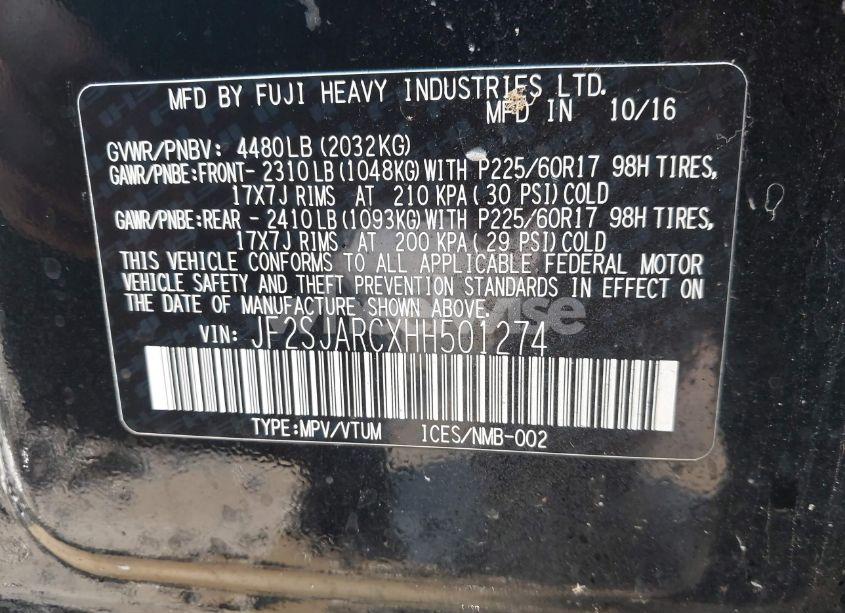 MFD BY FUJI HEAVY INDUSTRIES LTD.
MFD IN 10/16
GVWR/PNBV: 4480LB (2032KG)
GAWR/PNBE:FRONT- 2310LB (1048KG) WITH P225/60R17 98H TIRES,
17X7J RIMS AT 210 KPA (30 PSI) COLD
GAWR/PNBE:REAR - 2410LB (1093KG) WITH P225/60R17 98H TIRES,
17X7J RIMS AT 200 KPA (29 PSI) COLD
THIS VEHICLE CONFORMS TO ALL APPLICABLE FEDERAL MOTOR
VEHICLE SAFETY AND THEFT PREVENTION STANDARDS IN EFFECT ON
THE DATE OF MANUFACTURE SHOWN ABOVE.
VIN: JF2SJARCXHH501274
TYPE:MPV/VTUM ICES/NMB-002